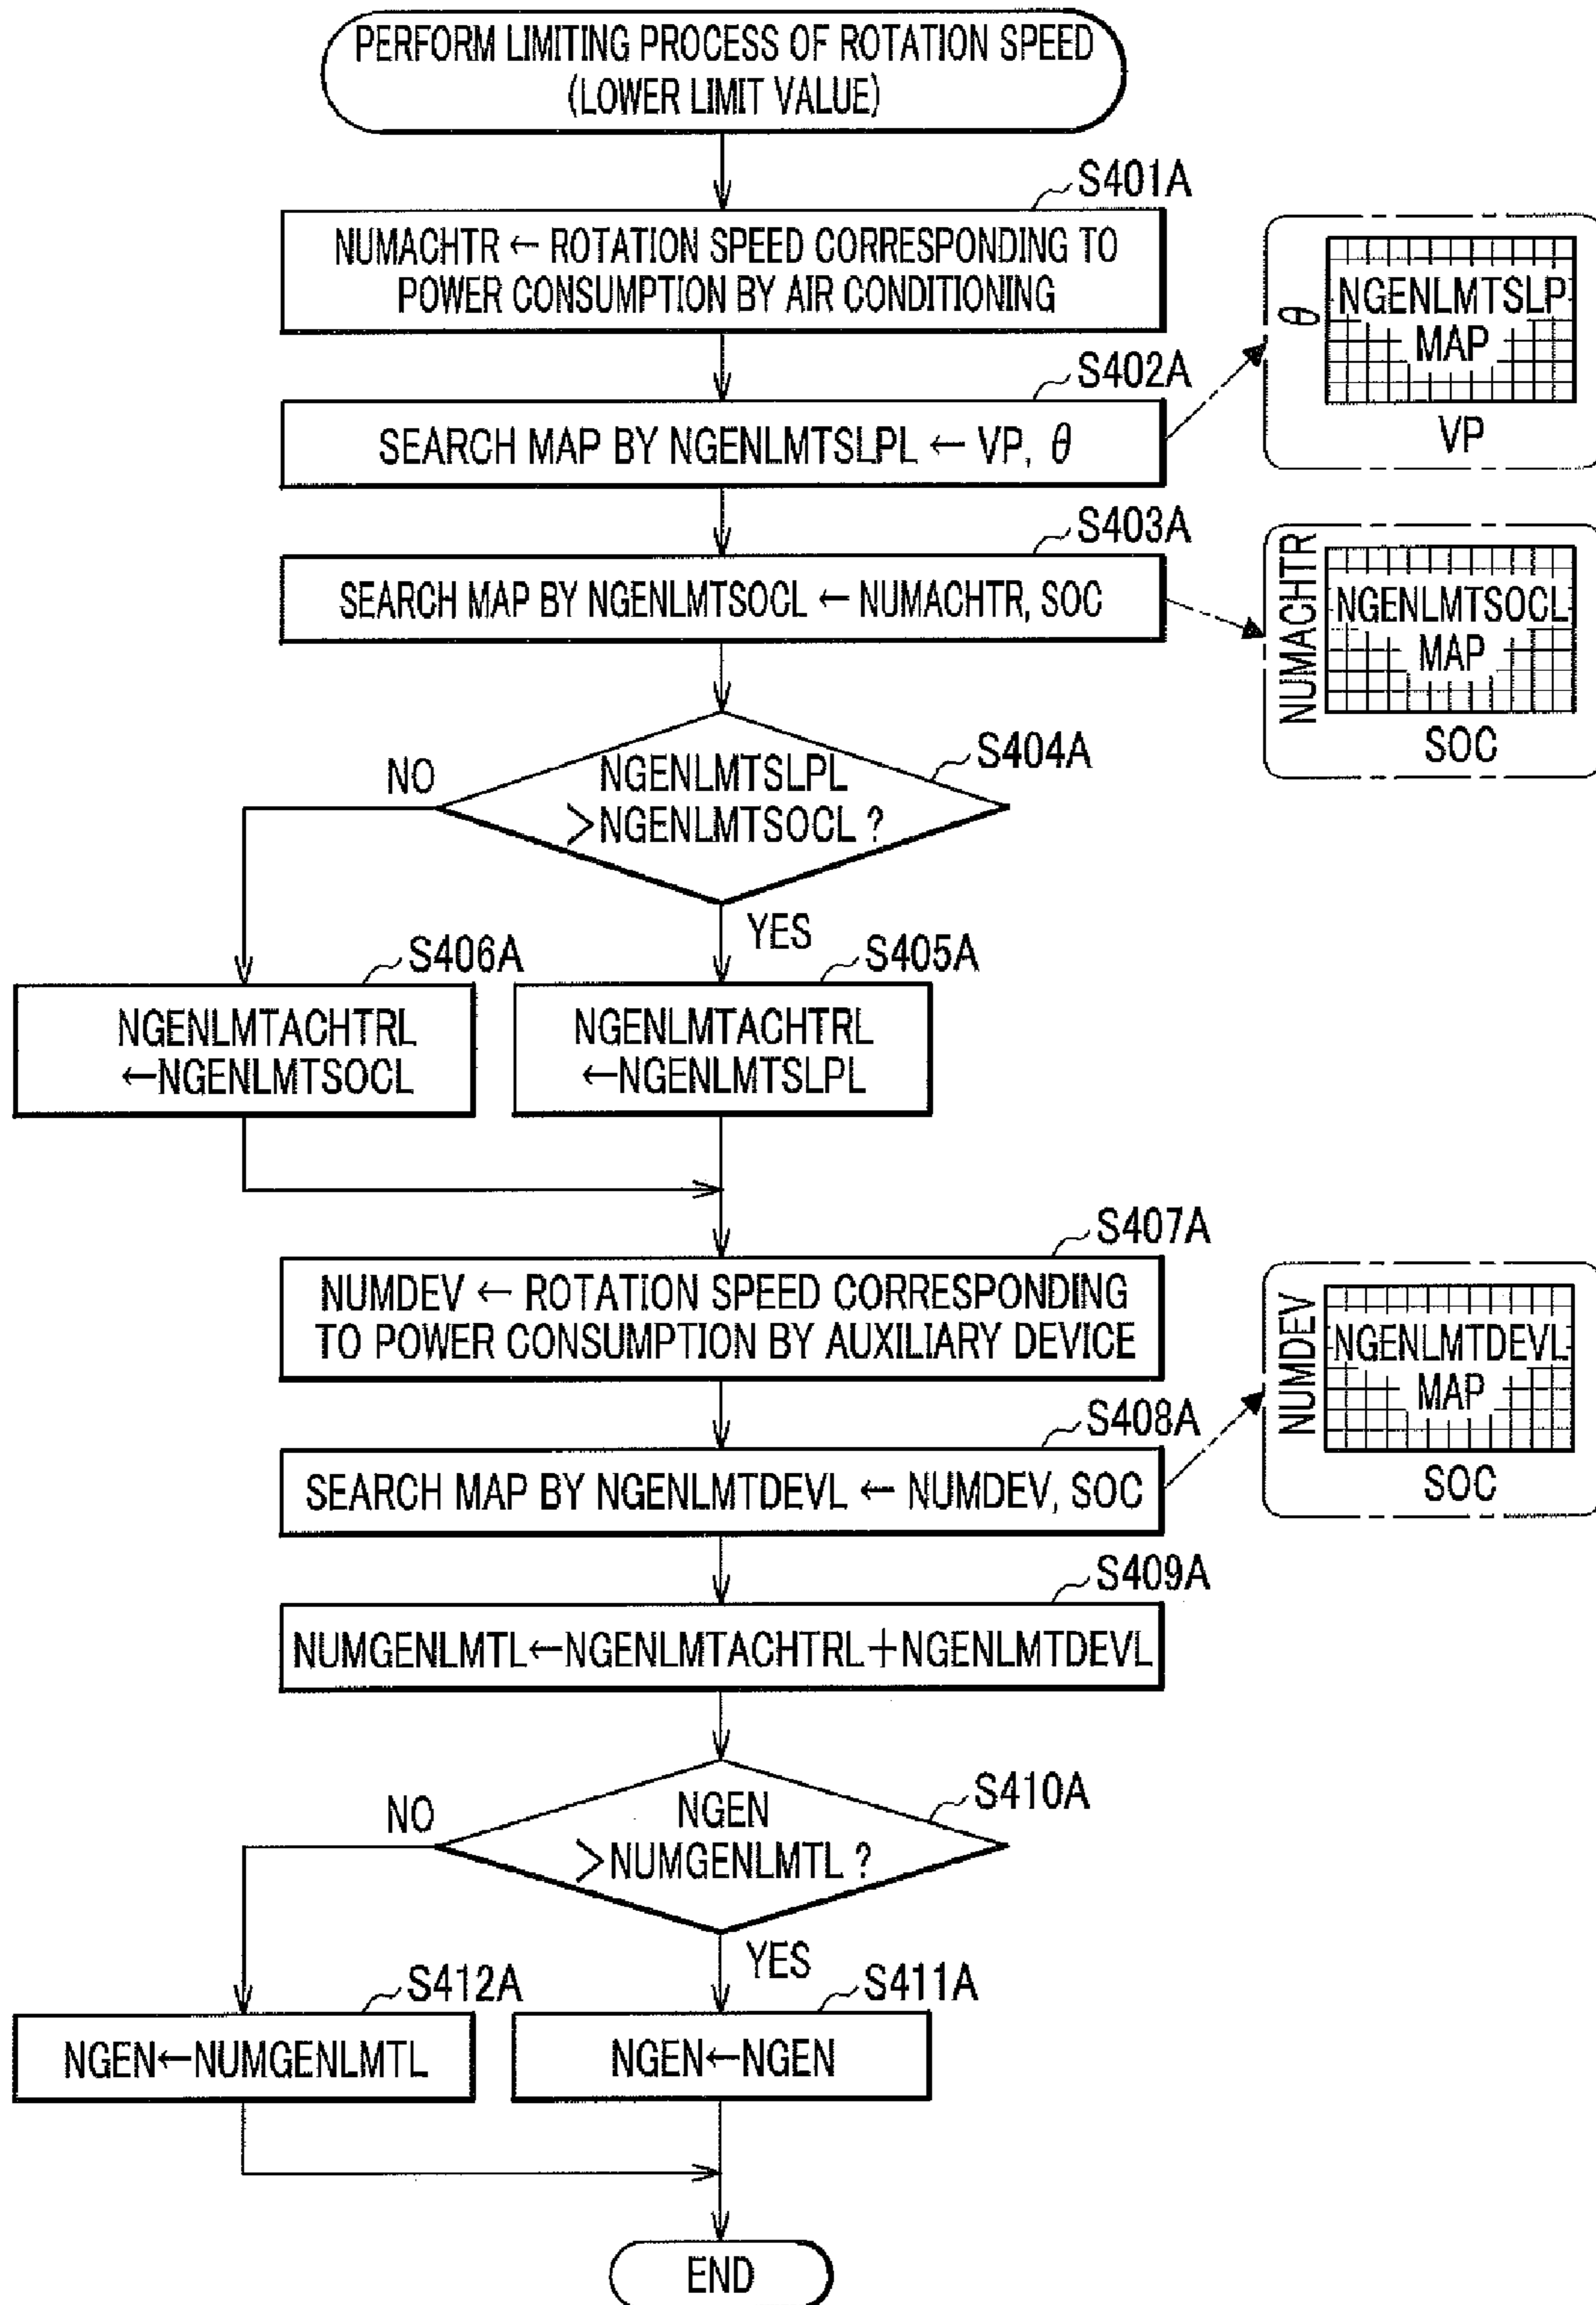 PERFORM LIMITING PROCESS OF ROTATION SPEED
(LOWER LIMIT VALUE)
S401A
NUMACHTR ← ROTATION SPEED CORRESPONDING TO
POWER CONSUMPTION BY AIR CONDITIONING
S402A
SEARCH MAP BY NGENLMTSLPL ← VP, θ
θ
NGENLMTSLP
MAP
VP
S403A
SEARCH MAP BY NGENLMTSOCL ← NUMACHTR, SOC
NUMACHTR
NGENLMTSOCL
MAP
SOC
S404A
NGENLMTSLPL
>NGENLMTSOCL ?
NO
YES
S406A
NGENLMTACHTRL
←NGENLMTSOCL
S405A
NGENLMTACHTRL
←NGENLMTSLPL
S407A
NUMDEV ← ROTATION SPEED CORRESPONDING
TO POWER CONSUMPTION BY AUXILIARY DEVICE
S408A
SEARCH MAP BY NGENLMTDEVL ← NUMDEV, SOC
NUMDEV
NGENLMTDEVL
MAP
SOC
S409A
NUMGENLMTL←NGENLMTACHTRL+NGENLMTDEVL
S410A
NGEN
>NUMGENLMTL ?
NO
YES
S412A
NGEN←NUMGENLMTL
S411A
NGEN←NGEN
END